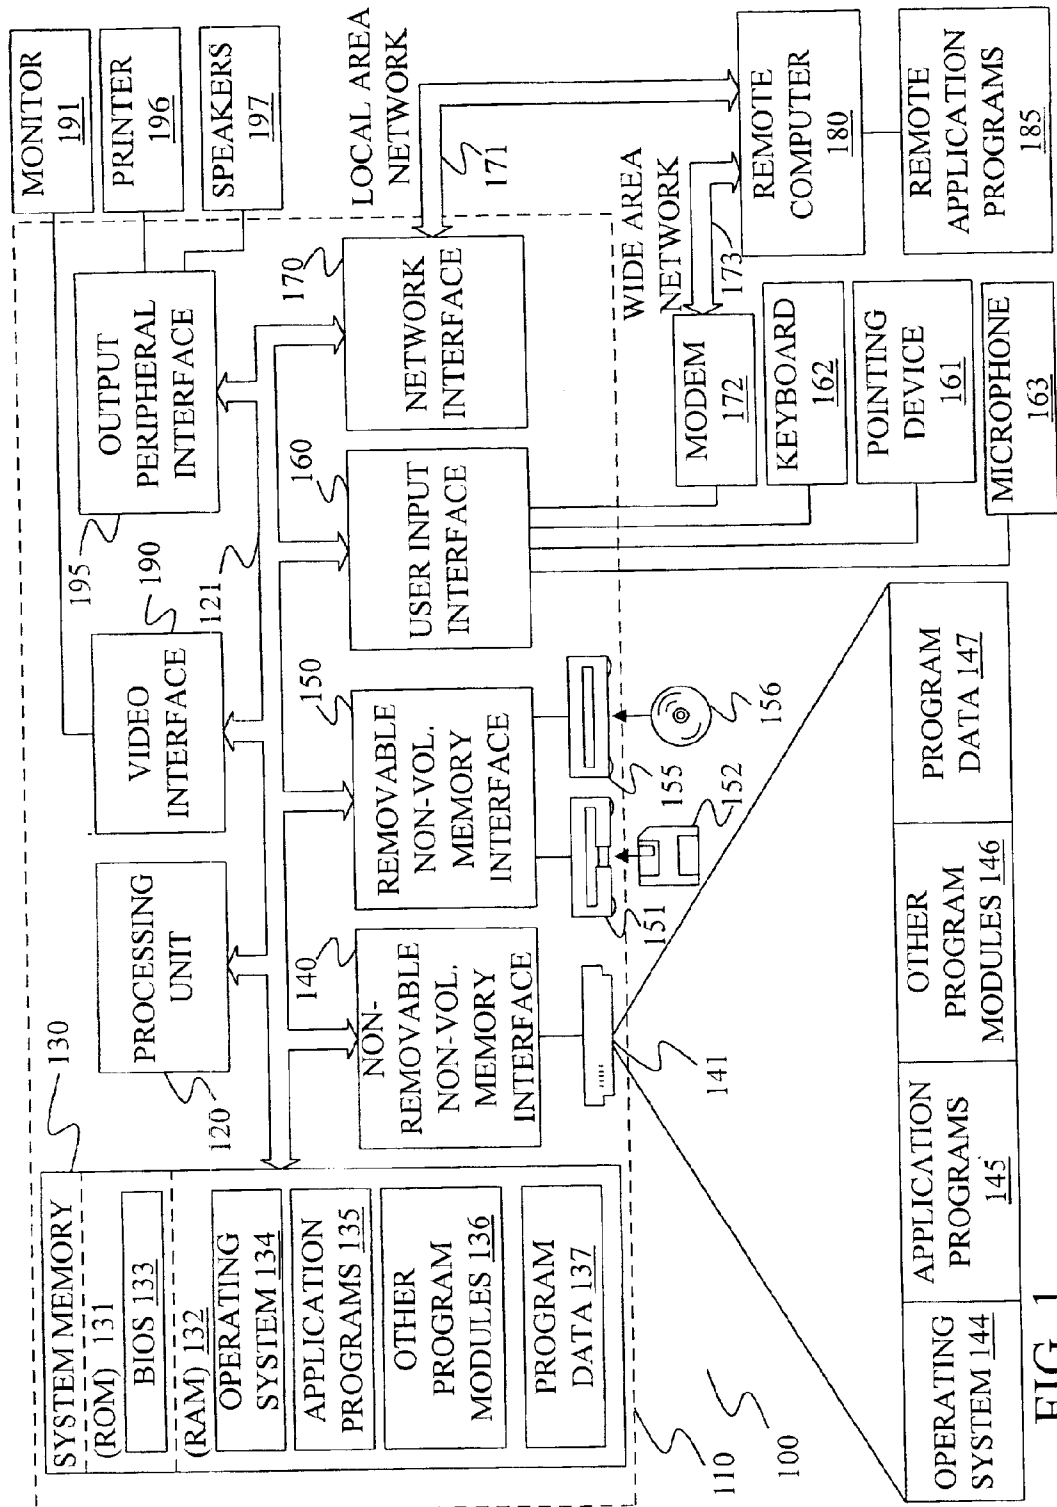 SYSTEM MEMORY
(ROM) 131
BIOS 133
(RAM) 132
OPERATING
SYSTEM 134
APPLICATION
PROGRAMS 135
OTHER
PROGRAM
MODULES 136
PROGRAM
DATA 137
130
PROCESSING
UNIT
120
VIDEO
INTERFACE
190
121
OUTPUT
PERIPHERAL
INTERFACE
195
MONITOR
191
PRINTER
196
SPEAKERS
197
NON-
REMOVABLE
NON-VOL.
MEMORY
INTERFACE
140
REMOVABLE
NON-VOL.
MEMORY
INTERFACE
150
USER INPUT
INTERFACE
160
NETWORK
INTERFACE
170
LOCAL AREA
NETWORK
171
141
151
152
155
156
WIDE AREA
NETWORK
173
MODEM
172
KEYBOARD
162
POINTING
DEVICE
161
MICROPHONE
163
REMOTE
COMPUTER
180
REMOTE
APPLICATION
PROGRAMS
185
110
100
OPERATING
SYSTEM 144
APPLICATION
PROGRAMS
145
OTHER
PROGRAM
MODULES 146
PROGRAM
DATA 147
FIG. 1